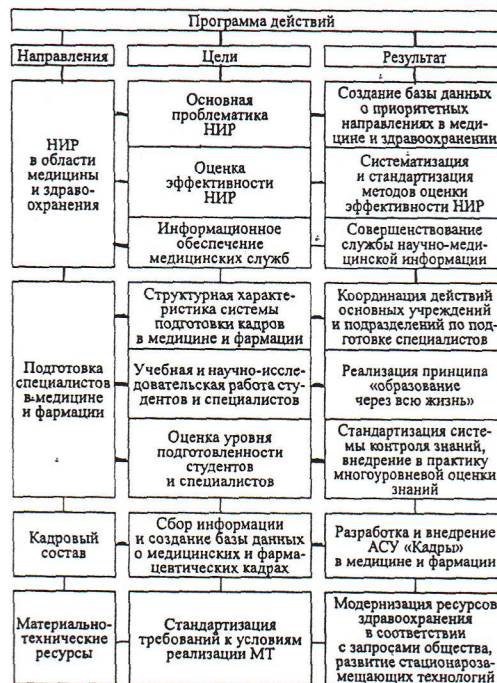 Программа действий
Направления
Цели
Результат
НИР
в области
медицины
и здраво-
охранения
Основная
проблематика
НИР
Создание базы данных
о приоритетных
направлениях в меди-
цине и здравоохранении
Оценка
эффективности
НИР
Систематизация
и стандартизация
методов оценки
эффективности НИР
Информационное
обеспечение
медицинских служб
Совершенствование
службы научно-меди-
цинской информации
Подготовка
специалистов
в медицине
и фармации
Структурная характе-
ристика системы
подготовки кадров
в медицине и фармации
Координация действий
основных учреждений
и подразделений по под-
готовке специалистов
Учебная и научно-иссле-
довательская работа сту-
дентов и специалистов
Реализация принципа
«образование
через всю жизнь»
Оценка уровня
подготовленности
студентов
и специалистов
Стандартизация систе-
мы контроля знаний,
внедрение в практику
многоуровневой оценки
знаний
Кадровый
состав
Сбор информации
и создание базы данных
о медицинских и фарма-
цевтических кадрах
Разработка и внедрение
АСУ «Кадры»
в медицине и фармации
Материально-
технические
ресурсы
Стандартизация
требований к условиям
реализации МТ
Модернизация ресурсов
здравоохранения
в соответствии
с запросами общества,
развитие стационароза-
мещающих технологий